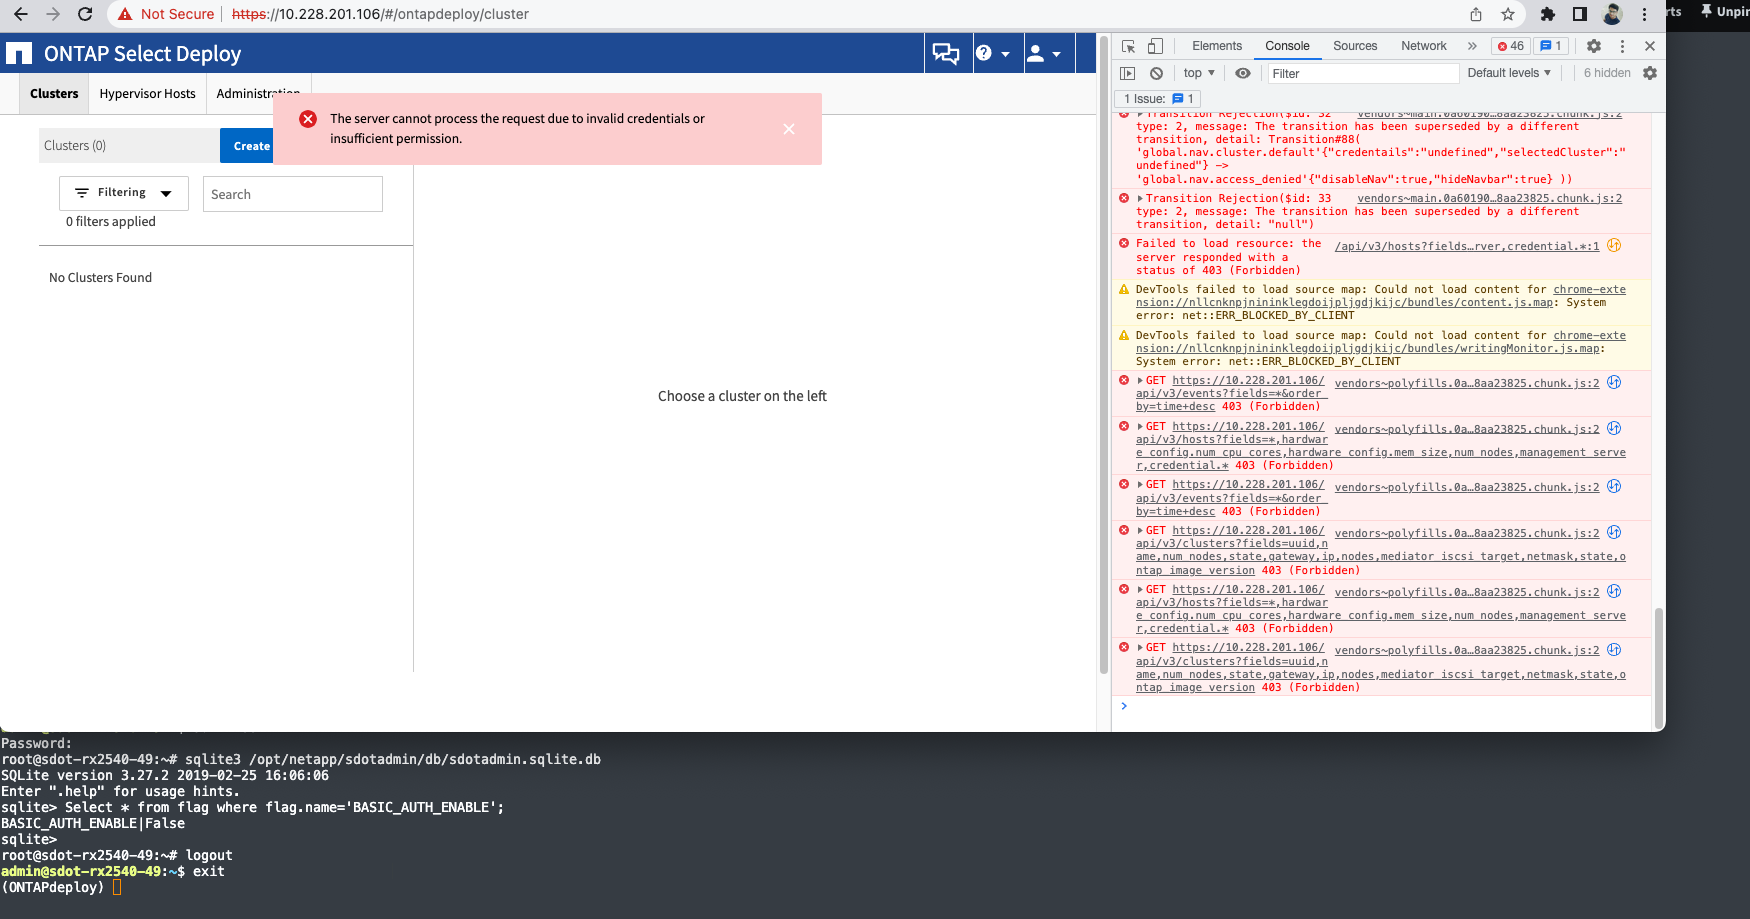 Not Secure | https://10.228.201.106/#/ontapdeploy/cluster
rts
Unpin
ONTAP Select Deploy
Clusters
Hypervisor Hosts
Administration
The server cannot process the request due to invalid credentials or
insufficient permission.
Clusters (0)
Create
Filtering
Search
0 filters applied
No Clusters Found
Choose a cluster on the left
Elements
Console
Sources
Network
46
1
top
Filter
Default levels
6 hidden
1 Issue: 1
Transition Rejection($id: 32 vendors~main.0a60190…8aa23825.chunk.js:2
type: 2, message: The transition has been superseded by a different
transition, detail: Transition#88(
'global.nav.cluster.default'{"credentails":"undefined","selectedCluster":"
undefined"} ->
'global.nav.access_denied'{"disableNav":true,"hideNavbar":true} ))
Transition Rejection($id: 33 vendors~main.0a60190…8aa23825.chunk.js:2
type: 2, message: The transition has been superseded by a different
transition, detail: "null")
Failed to load resource: the /api/v3/hosts?fields…rver,credential.*:1
server responded with a
status of 403 (Forbidden)
DevTools failed to load source map: Could not load content for chrome-exte
nsion://nllcnknpjnininklegdoijpljgdjkijc/bundles/content.js.map: System
error: net::ERR_BLOCKED_BY_CLIENT
DevTools failed to load source map: Could not load content for chrome-exte
nsion://nllcnknpjnininklegdoijpljgdjkijc/bundles/writingMonitor.js.map:
System error: net::ERR_BLOCKED_BY_CLIENT
GET https://10.228.201.106/ vendors~polyfills.0a…8aa23825.chunk.js:2
api/v3/events?fields=*&order_
by=time+desc 403 (Forbidden)
GET https://10.228.201.106/ vendors~polyfills.0a…8aa23825.chunk.js:2
api/v3/hosts?fields=*,hardwar
e_config.num_cpu_cores,hardware_config.mem_size,num_nodes,management_serve
r,credential.* 403 (Forbidden)
GET https://10.228.201.106/ vendors~polyfills.0a…8aa23825.chunk.js:2
api/v3/events?fields=*&order_
by=time+desc 403 (Forbidden)
GET https://10.228.201.106/ vendors~polyfills.0a…8aa23825.chunk.js:2
api/v3/clusters?fields=uuid,n
ame,num_nodes,state,gateway,ip,nodes,mediator_iscsi_target,netmask,state,o
ntap_image_version 403 (Forbidden)
GET https://10.228.201.106/ vendors~polyfills.0a…8aa23825.chunk.js:2
api/v3/hosts?fields=*,hardwar
e_config.num_cpu_cores,hardware_config.mem_size,num_nodes,management_serve
r,credential.* 403 (Forbidden)
GET https://10.228.201.106/ vendors~polyfills.0a…8aa23825.chunk.js:2
api/v3/clusters?fields=uuid,n
ame,num_nodes,state,gateway,ip,nodes,mediator_iscsi_target,netmask,state,o
ntap_image_version 403 (Forbidden)
Password:
root@sdot-rx2540-49:~# sqlite3 /opt/netapp/sdotadmin/db/sdotadmin.sqlite.db
SQLite version 3.27.2 2019-02-25 16:06:06
Enter ".help" for usage hints.
sqlite> Select * from flag where flag.name='BASIC_AUTH_ENABLE';
BASIC_AUTH_ENABLE|False
sqlite>
root@sdot-rx2540-49:~# logout
admin@sdot-rx2540-49:~$ exit
(ONTAPdeploy)